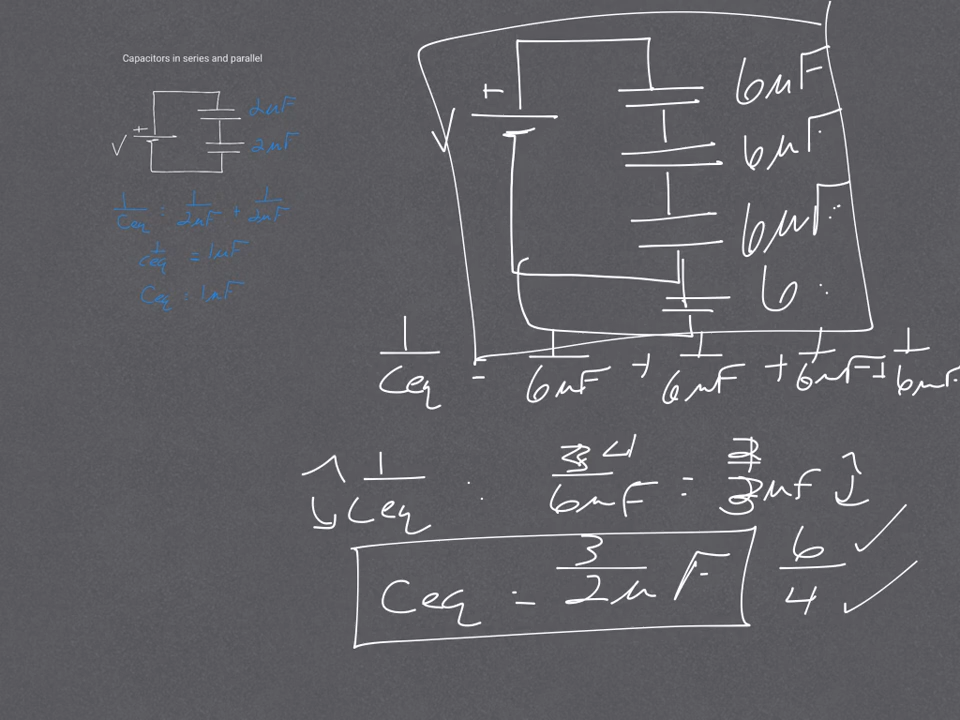 Capacitors in series and parallel
2uF
+
V
2uF
1/Ceq = 1/2uF + 1/2uF
1/Ceq = 1uF
Ceq = 1uF
6uF
+
V
6uF
6uF
6
1/Ceq = 1/6uF + 1/6uF + 1/6uF + 1/6uF
1/Ceq = 4/6uF = 2/3uF
Ceq = 3/2uF
6/4